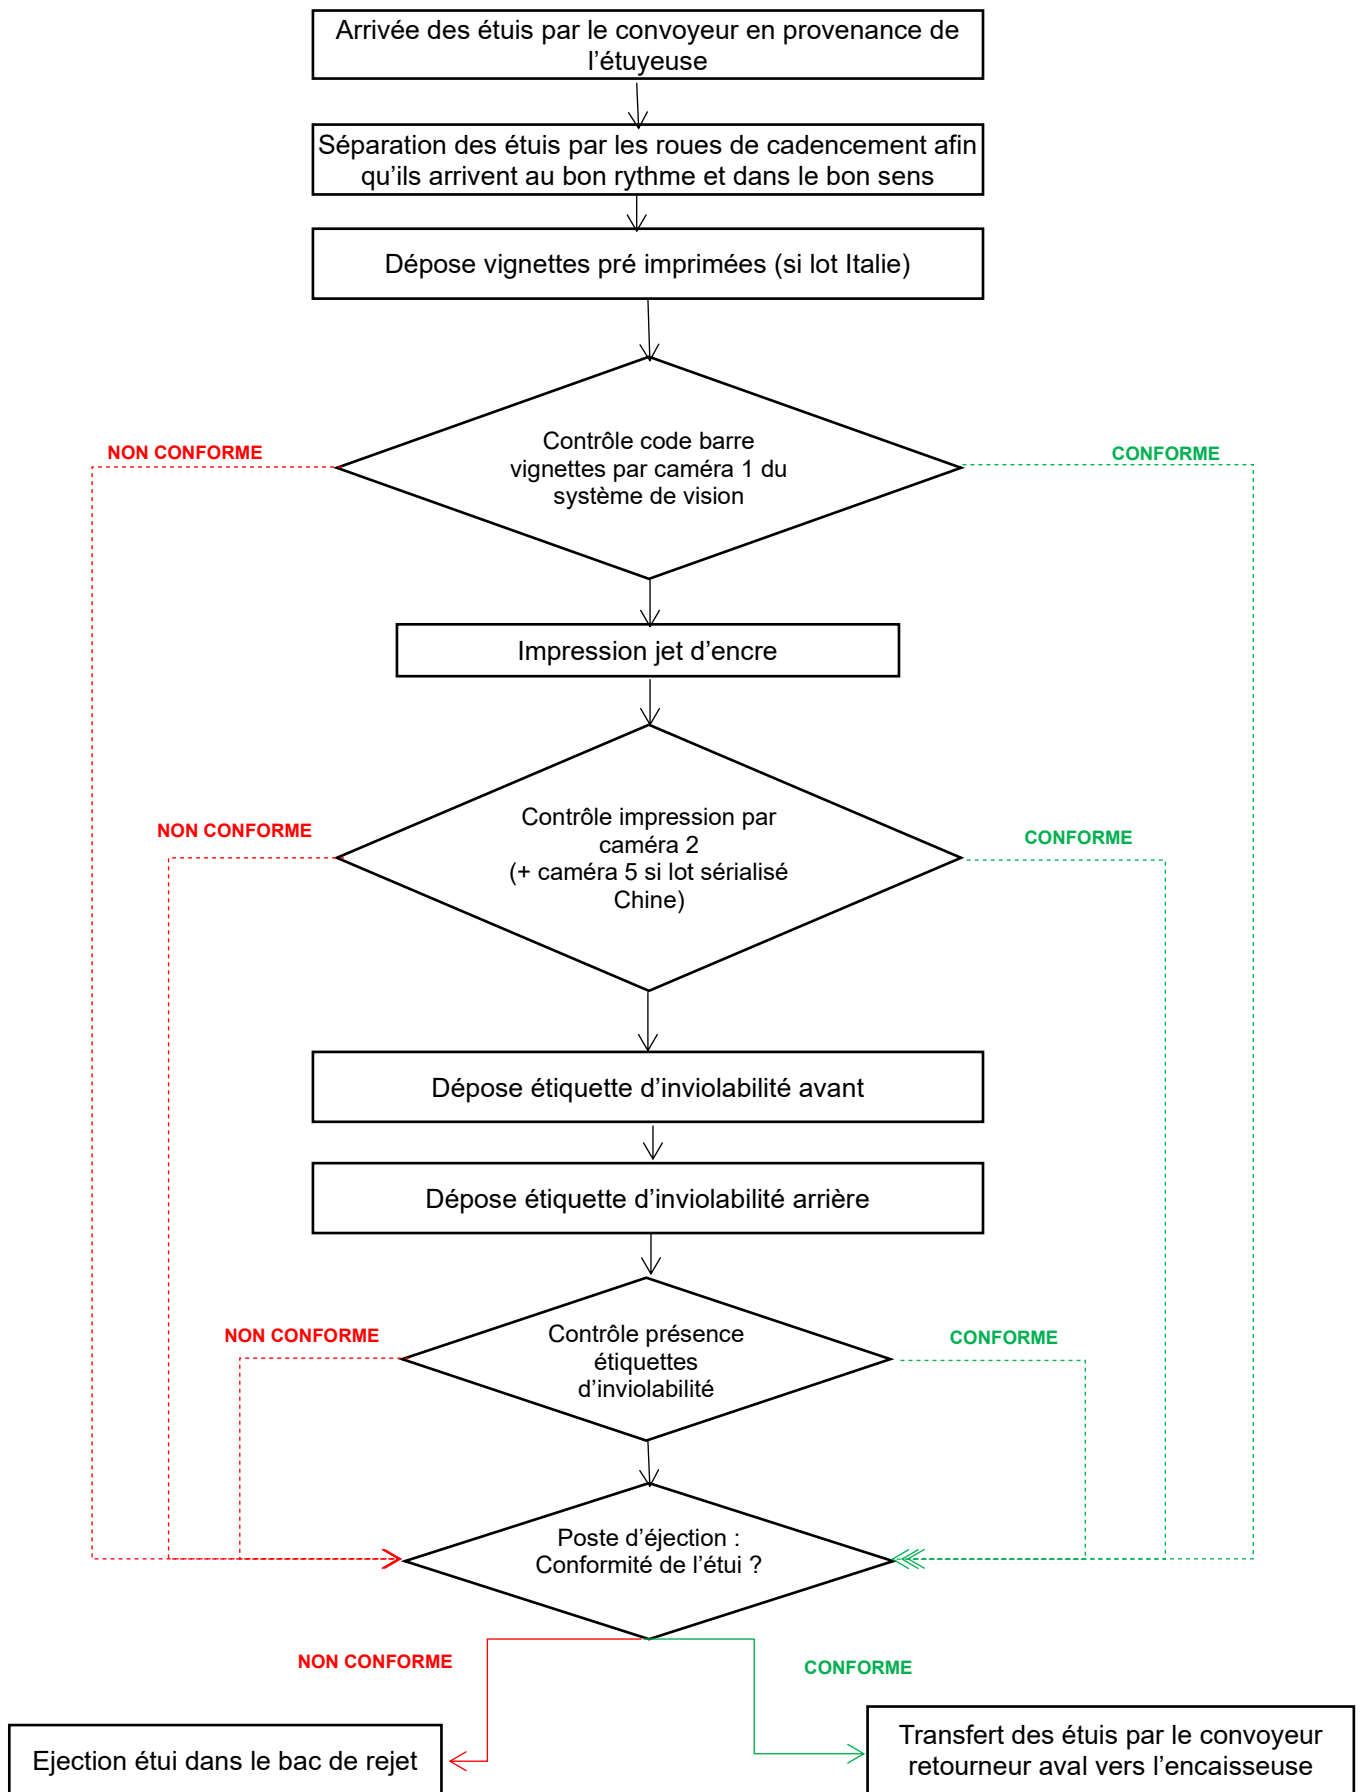 Arrivée des étuis par le convoyeur en provenance de
l’étuyeuse
Séparation des étuis par les roues de cadencement afin
qu’ils arrivent au bon rythme et dans le bon sens
Dépose vignettes pré imprimées (si lot Italie)
NON CONFORME
Contrôle code barre
vignettes par caméra 1 du
système de vision
CONFORME
Impression jet d’encre
NON CONFORME
Contrôle impression par
caméra 2
(+ caméra 5 si lot sérialisé
Chine)
CONFORME
Dépose étiquette d’inviolabilité avant
Dépose étiquette d’inviolabilité arrière
NON CONFORME
Contrôle présence
étiquettes
d’inviolabilité
CONFORME
Poste d’éjection :
Conformité de l’étui ?
NON CONFORME
CONFORME
Ejection étui dans le bac de rejet
Transfert des étuis par le convoyeur
retourneur aval vers l’encaisseuse